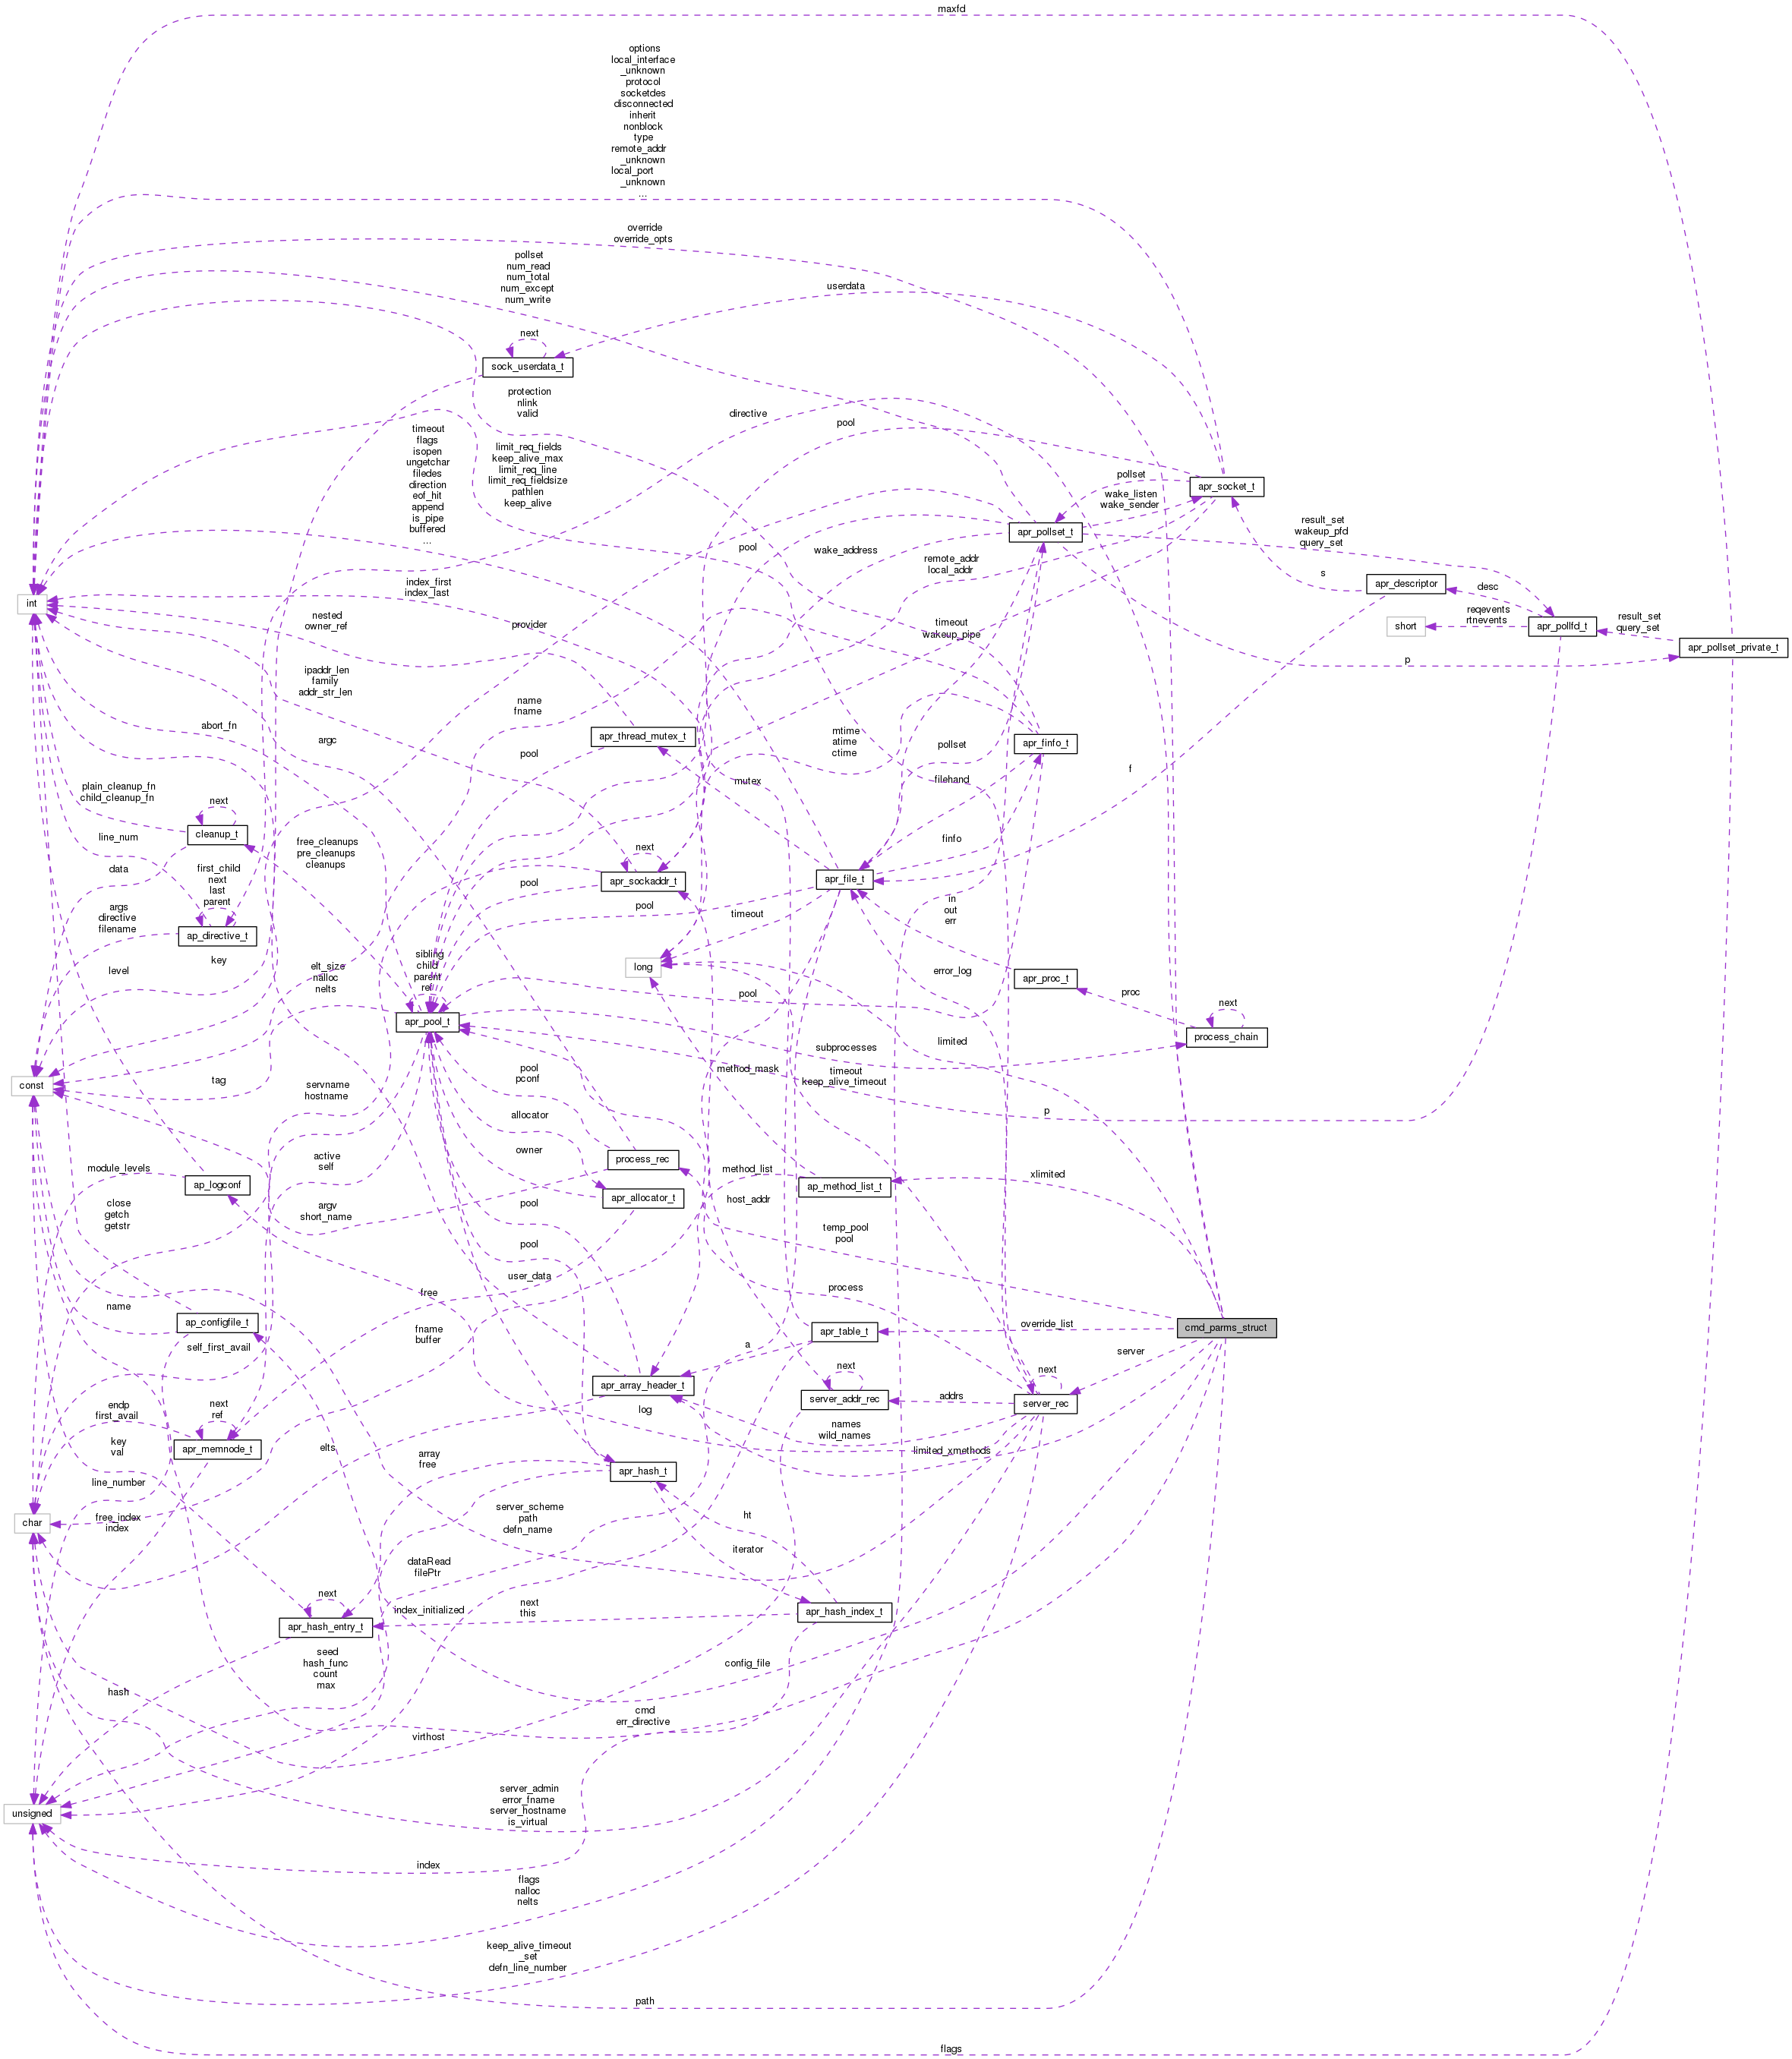 maxfd
options
local_interface
_unknown
protocol
socketdes
disconnected
inherit
nonblock
type
remote_addr
_unknown
local_port
_unknown
...
override
override_opts
pollset
num_read
num_total
num_except
num_write
userdata
next
sock_userdata_t
protection
nlink
valid
directive
pool
timeout
flags
isopen
ungetchar
filedes
direction
eof_hit
append
is_pipe
buffered
...
limit_req_fields
keep_alive_max
limit_req_line
limit_req_fieldsize
pathlen
keep_alive
pollset
apr_socket_t
wake_listen
wake_sender
apr_pollset_t
result_set
wakeup_pfd
query_set
pool
wake_address
remote_addr
local_addr
s
apr_descriptor
desc
index_first
index_last
int
nested
owner_ref
provider
timeout
wakeup_pipe
short
reqevents
rtnevents
apr_pollfd_t
result_set
query_set
apr_pollset_private_t
p
ipaddr_len
family
addr_str_len
name
fname
abort_fn
argc
apr_thread_mutex_t
mtime
atime
ctime
apr_finfo_t
pool
pollset
mutex
filehand
f
plain_cleanup_fn
child_cleanup_fn
next
cleanup_t
line_num
free_cleanups
pre_cleanups
cleanups
finfo
next
data
first_child
next
last
parent
apr_sockaddr_t
pool
apr_file_t
args
directive
filename
ap_directive_t
pool
timeout
in
out
err
level
key
elt_size
nalloc
nelts
sibling
child
parent
ref
long
error_log
apr_proc_t
pool
proc
next
apr_pool_t
process_chain
subprocesses
limited
const
tag
servname
hostname
pool
pconf
method_mask
timeout
keep_alive_timeout
allocator
p
active
self
owner
process_rec
module_levels
ap_logconf
method_list
ap_method_list_t
xlimited
close
getch
getstr
argv
short_name
apr_allocator_t
pool
host_addr
temp_pool
pool
pool
user_data
free
process
name
ap_configfile_t
fname
buffer
apr_table_t
override_list
cmd_parms_struct
self_first_avail
a
server
next
apr_array_header_t
next
server_addr_rec
addrs
server_rec
endp
first_avail
next
ref
log
names
wild_names
key
val
apr_memnode_t
elts
array
free
limited_xmethods
apr_hash_t
line_number
char
free_index
index
server_scheme
path
defn_name
ht
iterator
dataRead
filePtr
next
index_initialized
next
this
apr_hash_index_t
apr_hash_entry_t
seed
hash_func
count
max
config_file
hash
cmd
err_directive
virthost
unsigned
server_admin
error_fname
server_hostname
is_virtual
index
flags
nalloc
nelts
keep_alive_timeout
_set
defn_line_number
path
flags